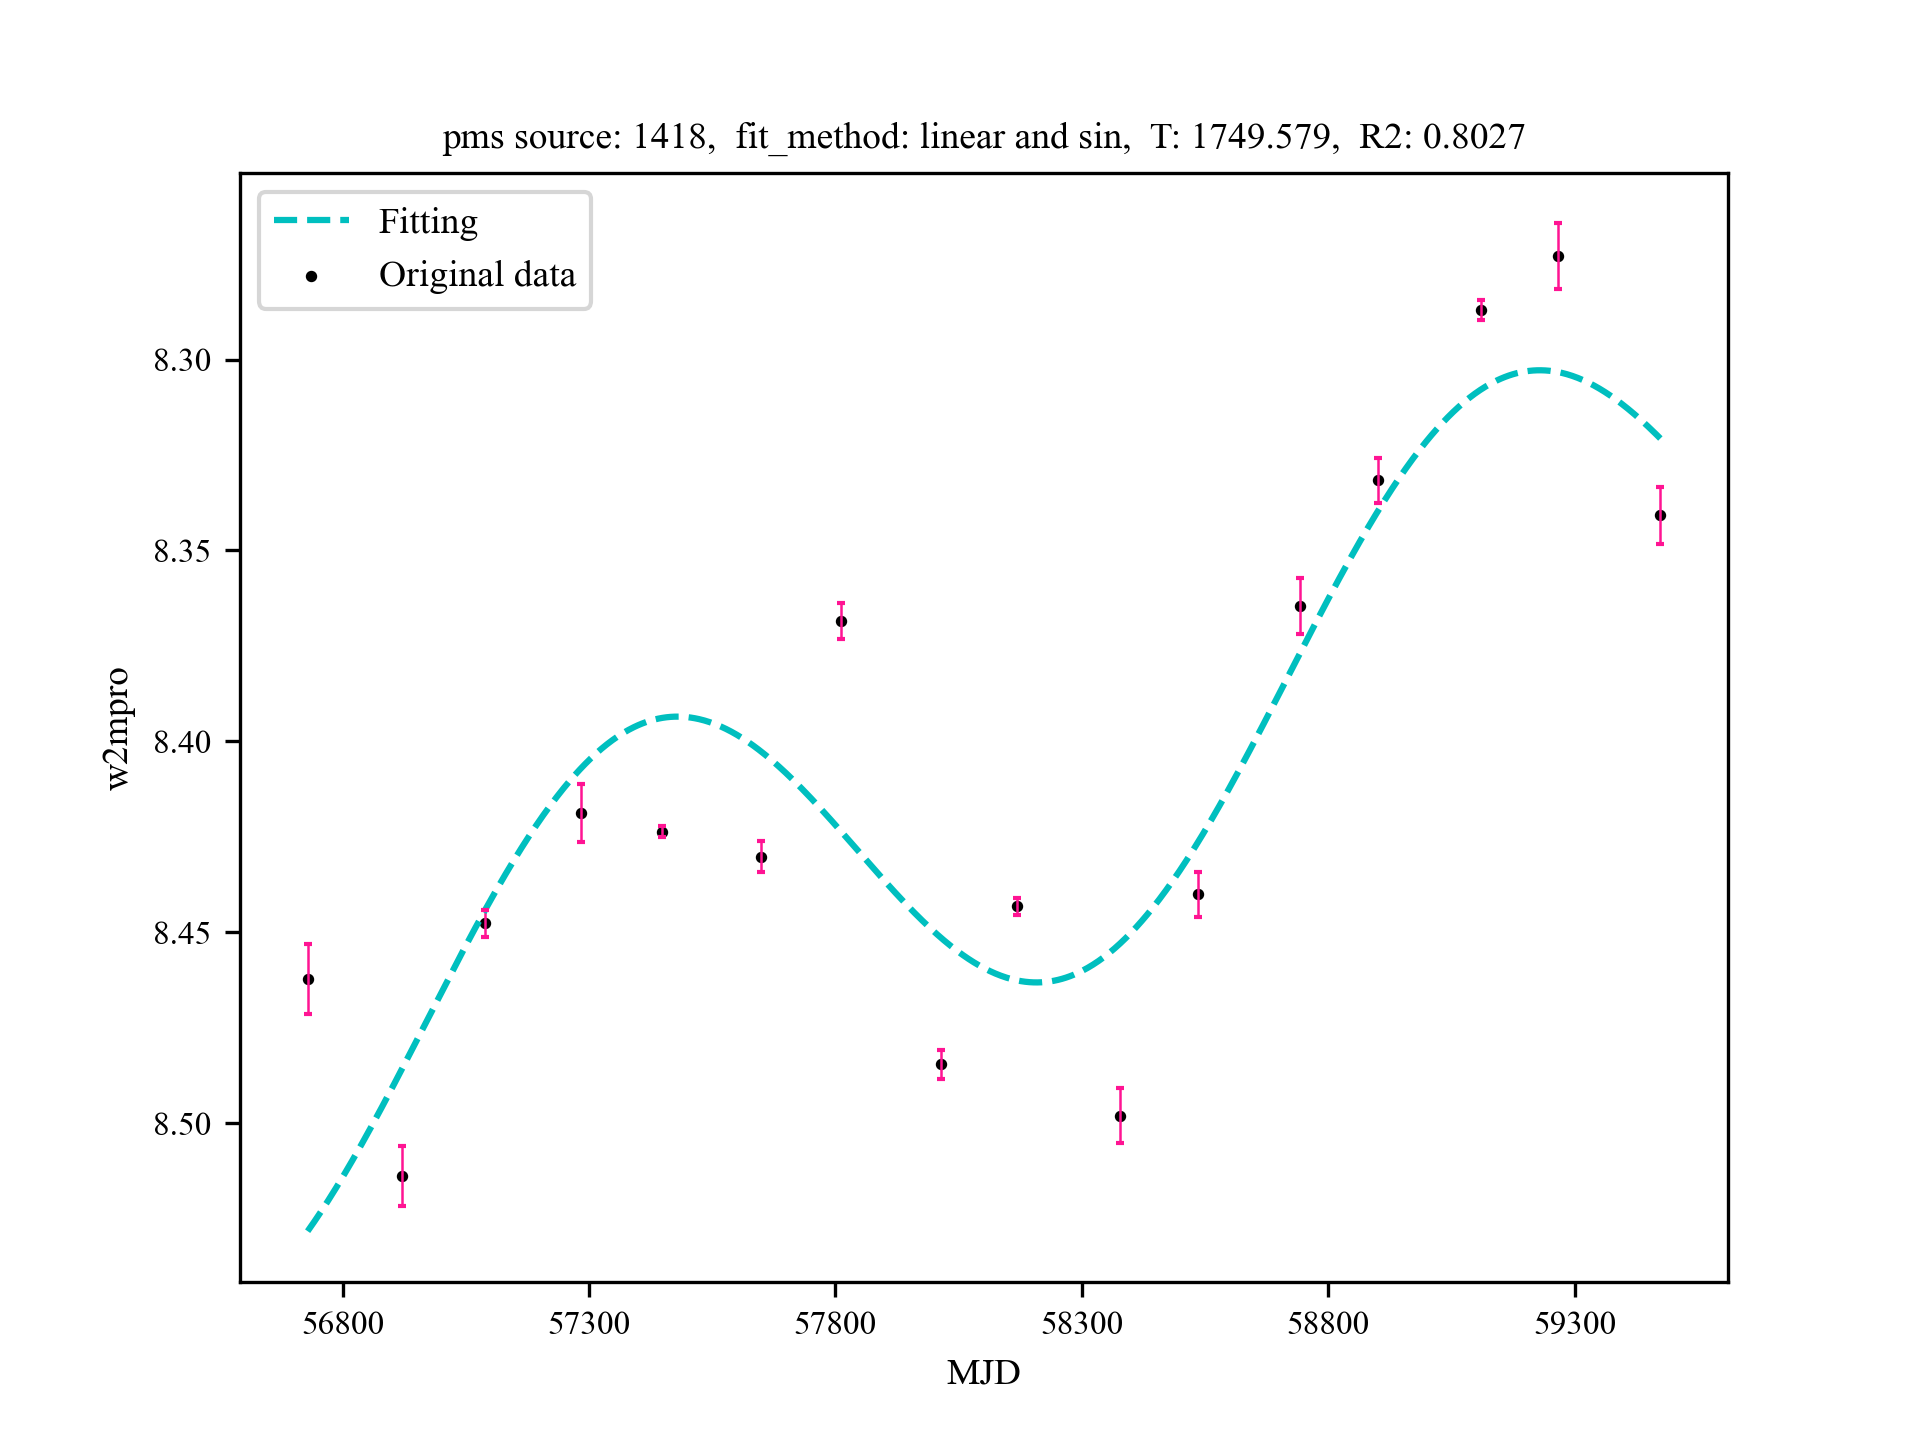 pms source: 1418,  fit_method: linear and sin,  T: 1749.579,  R2: 0.8027
Fitting
Original data
8.30
8.35
8.40
8.45
8.50
w2mpro
56800 57300 57800 58300 58800 59300
MJD